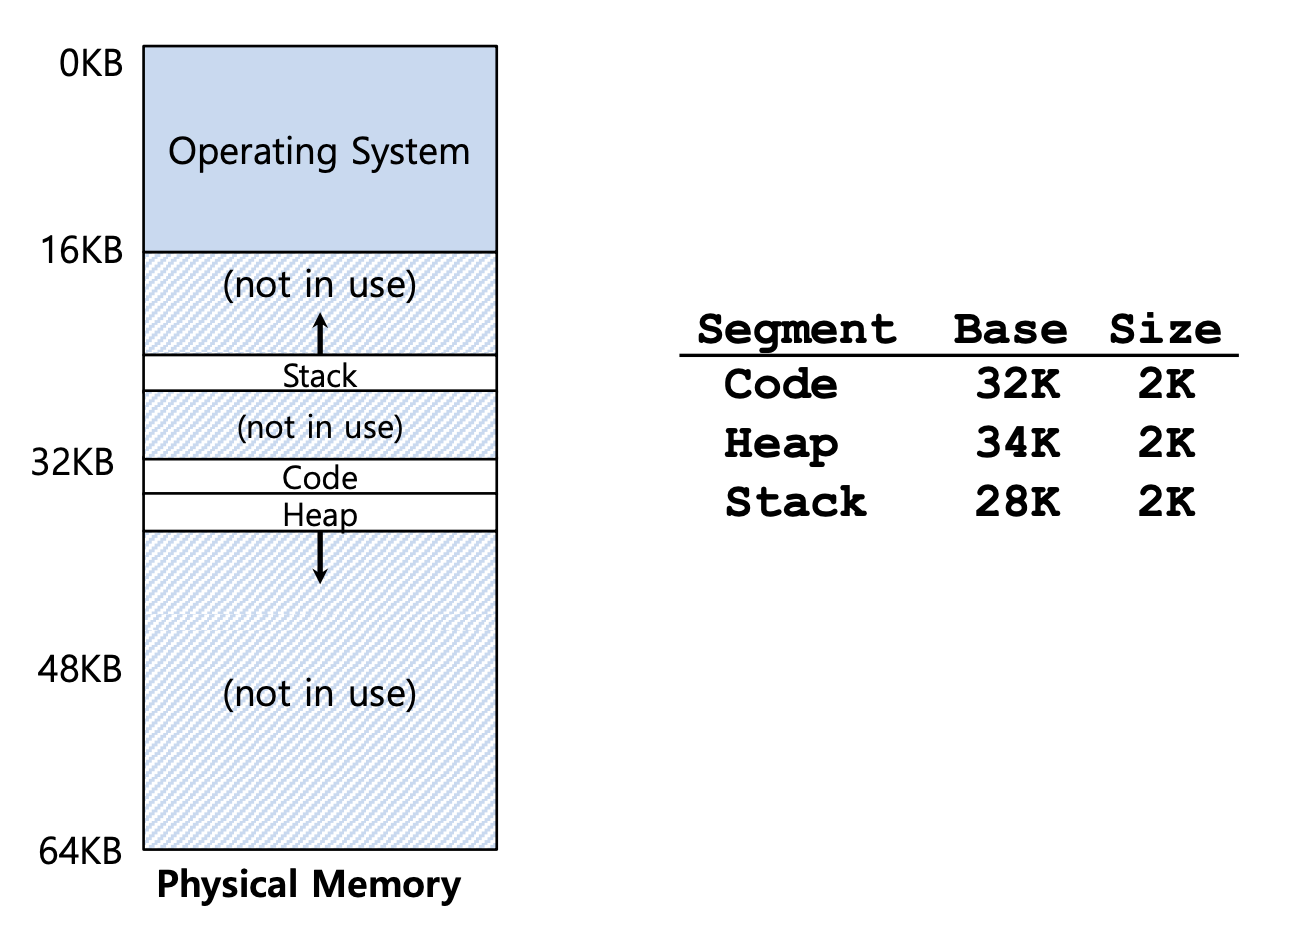 0KB
Operating System
16KB
(not in use)
Stack
(not in use)
32KB
Code
Heap
48KB
(not in use)
64KB
Physical Memory
Segment Base Size
Code 32K 2K
Heap 34K 2K
Stack 28K 2K